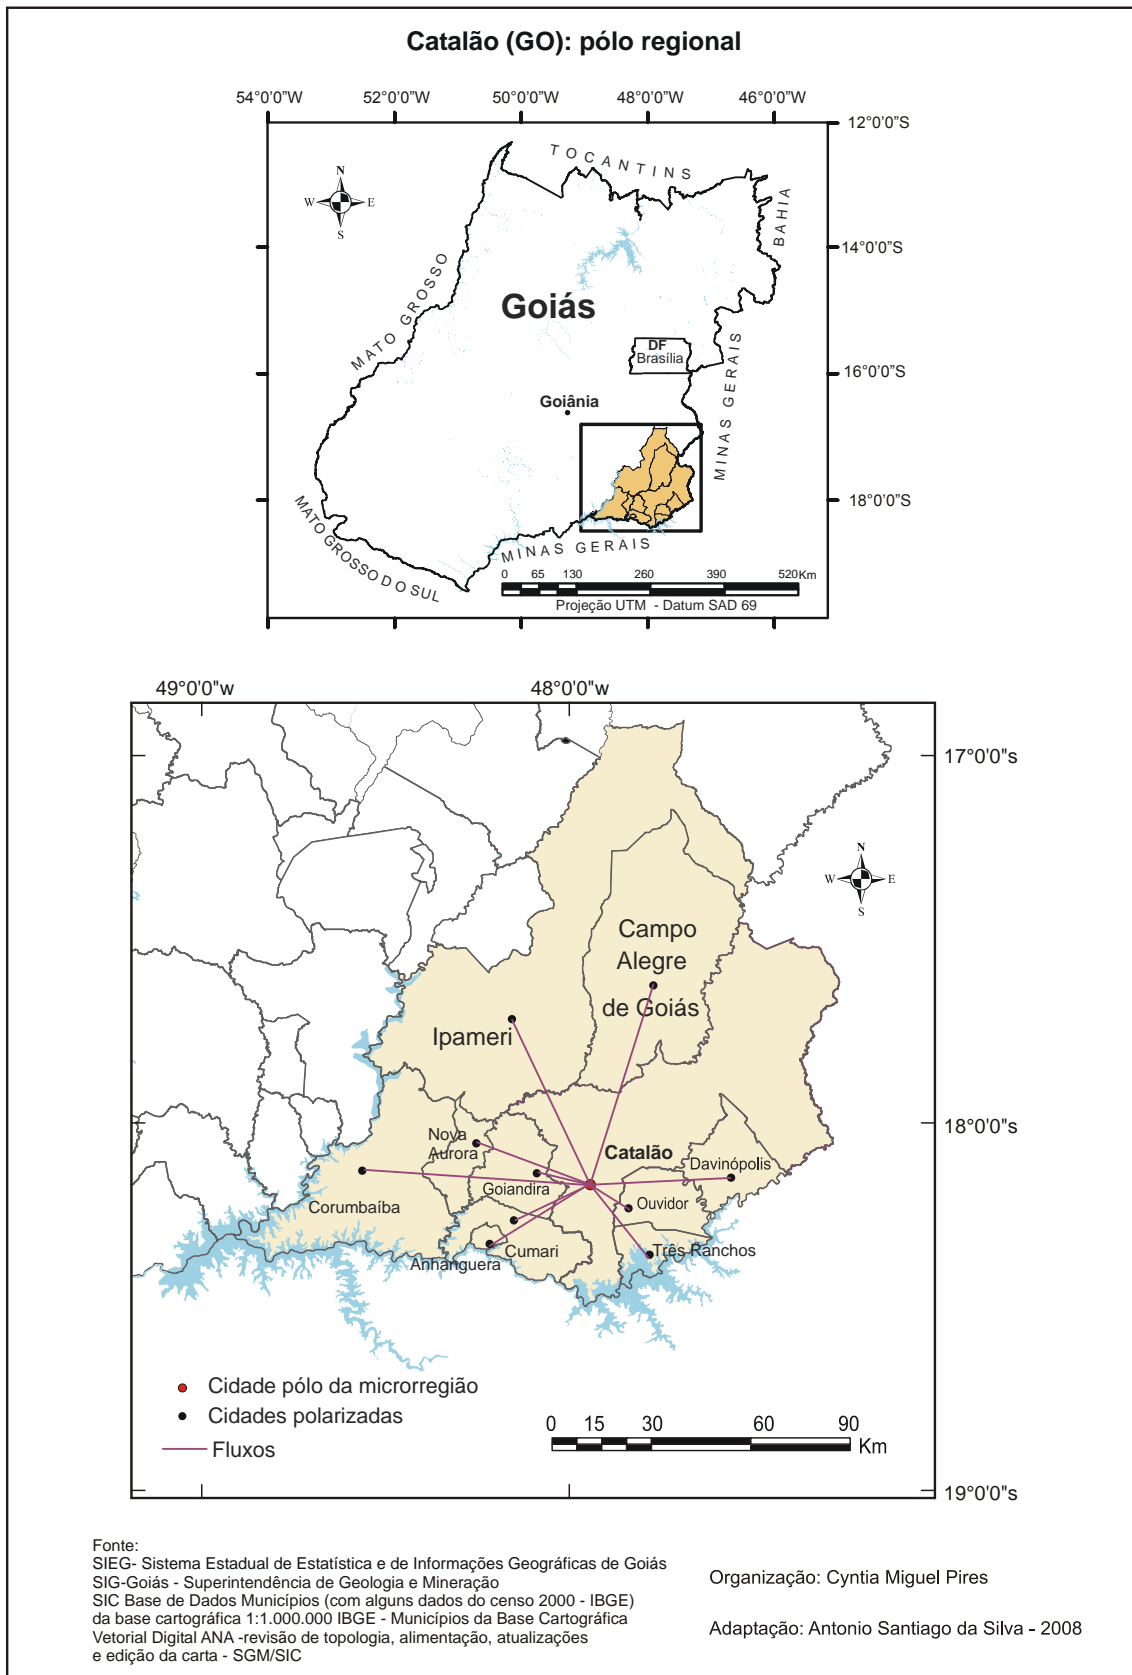 Catalão (GO): pólo regional
54°0'0"W 52°0'0"W 50°0'0"W 48°0'0"W 46°0'0"W
12°0'0"S
TOCANTINS
N
W E
S
BAHIA
14°0'0"S
MATO GROSSO
Goiás
DF
Brasília
MINAS GERAIS
16°0'0"S
Goiânia
18°0'0"S
MATO GROSSO DO SUL
MINAS GERAIS
0 65 130 260 390 520Km
Projeção UTM - Datum SAD 69
49°0'0"w 48°0'0"w
17°0'0"s
N
W E
S
Campo
Alegre
de Goiás
Ipameri
18°0'0"s
Nova
Aurora
Catalão
Davinópolis
Goiandira
Corumbaíba
Ouvidor
Cumari
Três Ranchos
Anhanguera
Cidade pólo da microrregião
Cidades polarizadas
Fluxos
0 15 30 60 90
Km
19°0'0"s
Fonte:
SIEG- Sistema Estadual de Estatística e de Informações Geográficas de Goiás
SIG-Goiás - Superintendência de Geologia e Mineração
SIC Base de Dados Municípios (com alguns dados do censo 2000 - IBGE)
da base cartográfica 1:1.000.000 IBGE - Municípios da Base Cartográfica
Vetorial Digital ANA -revisão de topologia, alimentação, atualizações
e edição da carta - SGM/SIC
Organização: Cyntia Miguel Pires
Adaptação: Antonio Santiago da Silva - 2008